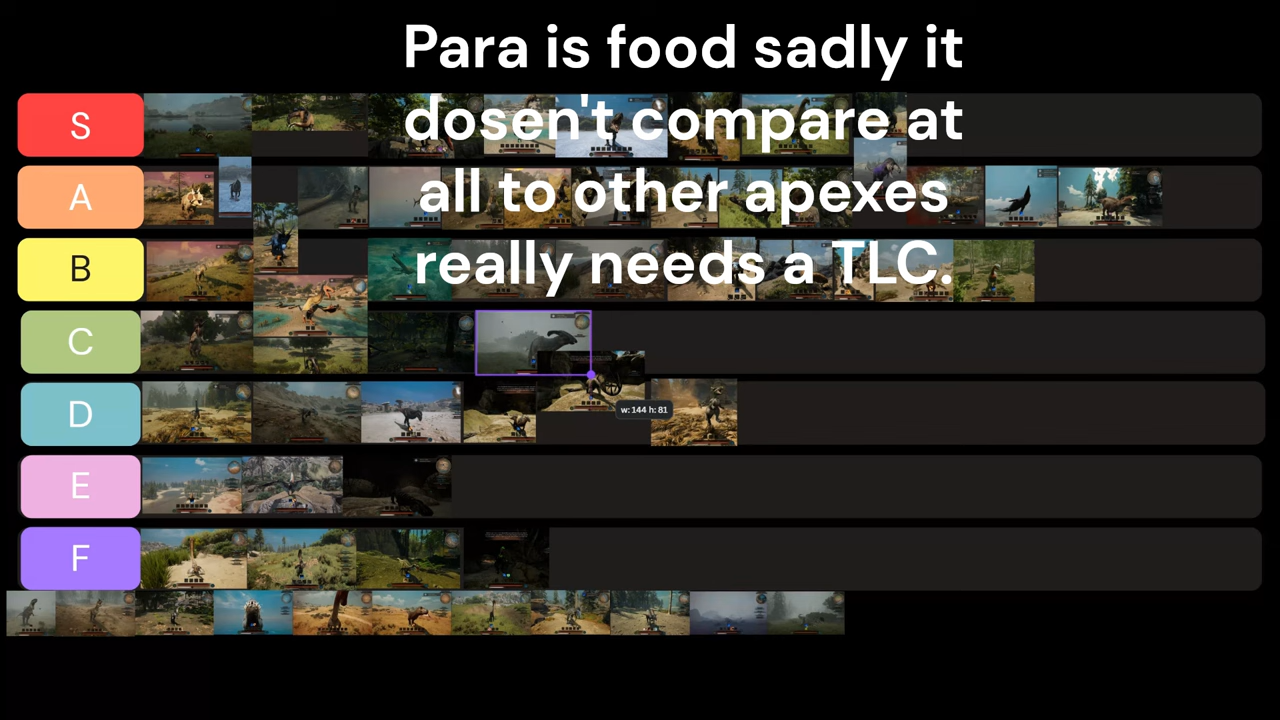 Para is food sadly it
dosen't compare at
all to other apexes
really needs a TLC.
S
A
B
C
D
w: 144 h: 81
E
F